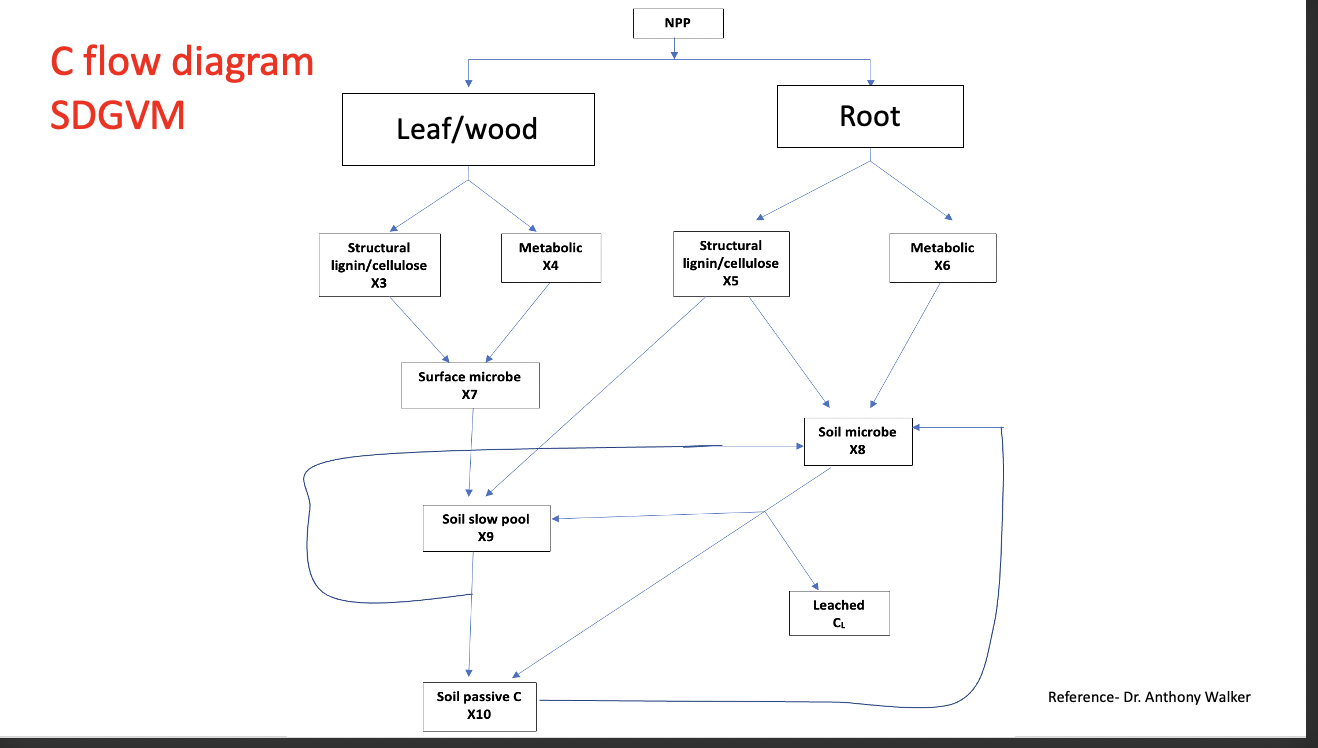 C flow diagram
SDGVM
NPP
Leaf/wood
Root
Structural
lignin/cellulose
X3
Metabolic
X4
Structural
lignin/cellulose
X5
Metabolic
X6
Surface microbe
X7
Soil microbe
X8
Soil slow pool
X9
Leached
CL
Soil passive C
X10
Reference- Dr. Anthony Walker